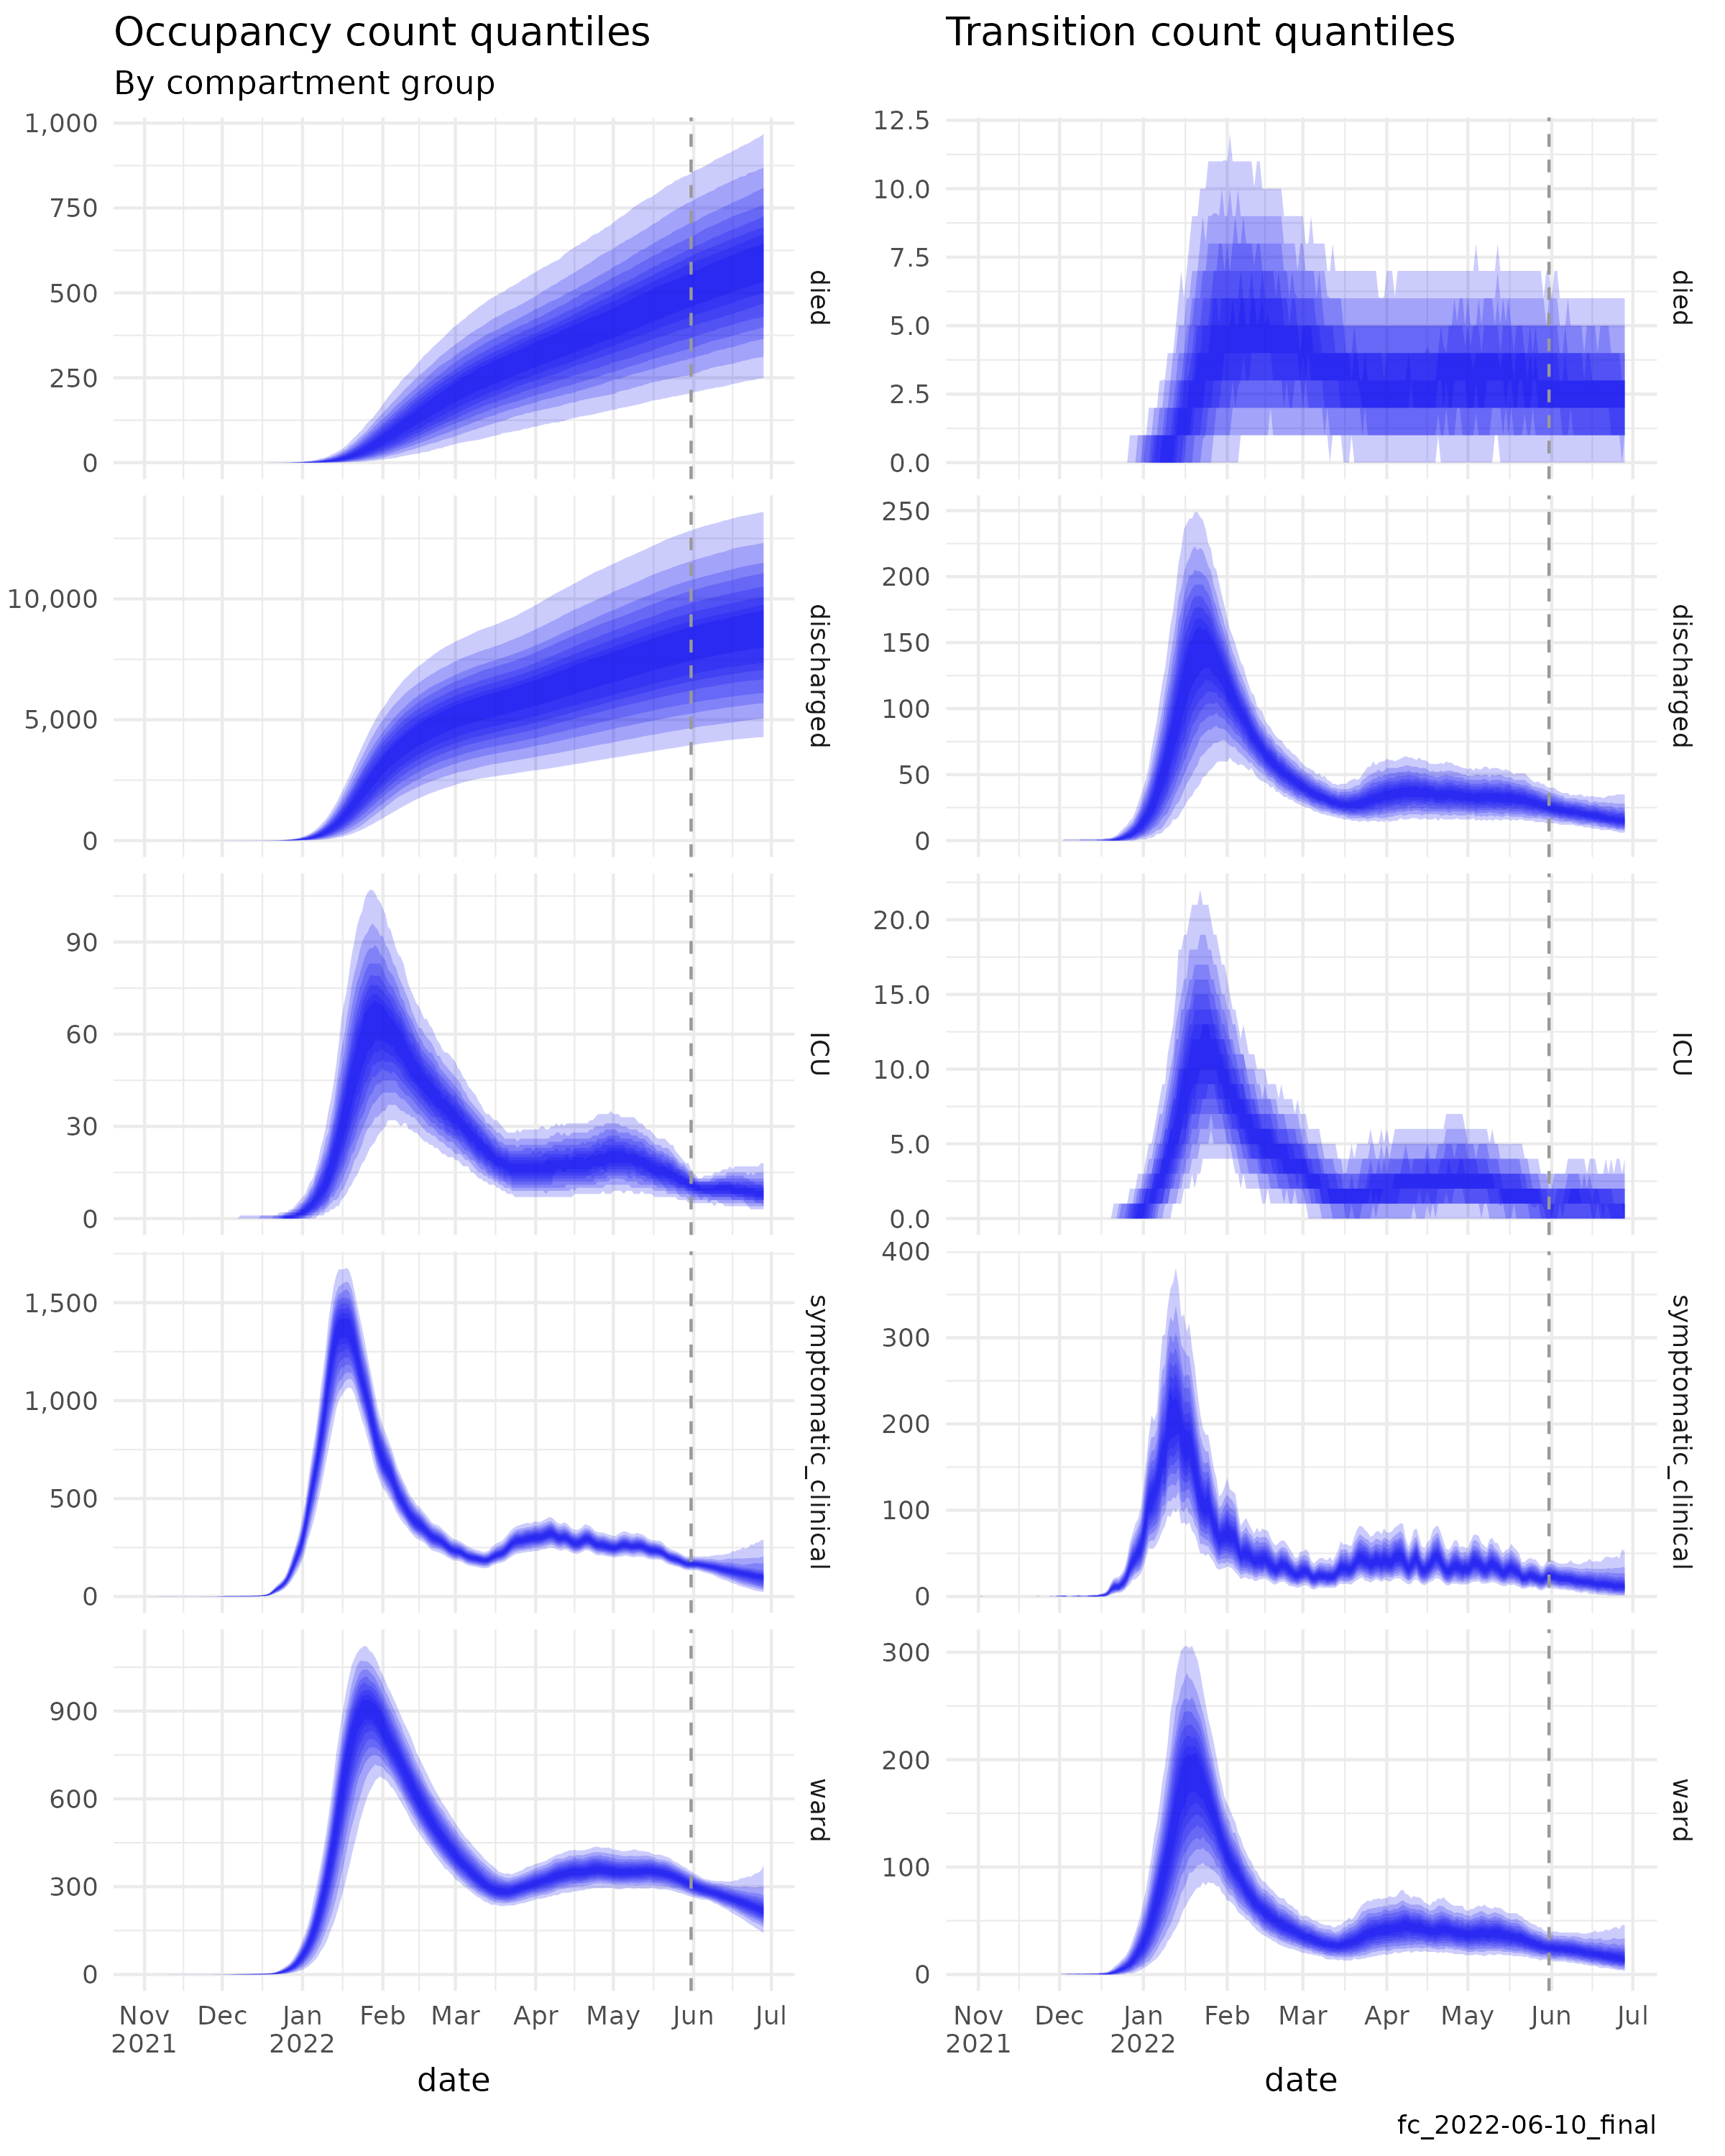 Occupancy count quantiles
By compartment group
1,000
750
500
250
0
died
10,000
5,000
0
discharged
90
60
30
0
ICU
1,500
1,000
500
0
symptomatic_clinical
900
600
300
0
ward
Nov Dec Jan Feb Mar Apr May Jun Jul
2021 2022
date
Transition count quantiles
12.5
10.0
7.5
5.0
2.5
0.0
died
250
200
150
100
50
0
discharged
20.0
15.0
10.0
5.0
0.0
ICU
400
300
200
100
0
symptomatic_clinical
300
200
100
0
ward
Nov Dec Jan Feb Mar Apr May Jun Jul
2021 2022
date
fc_2022-06-10_final